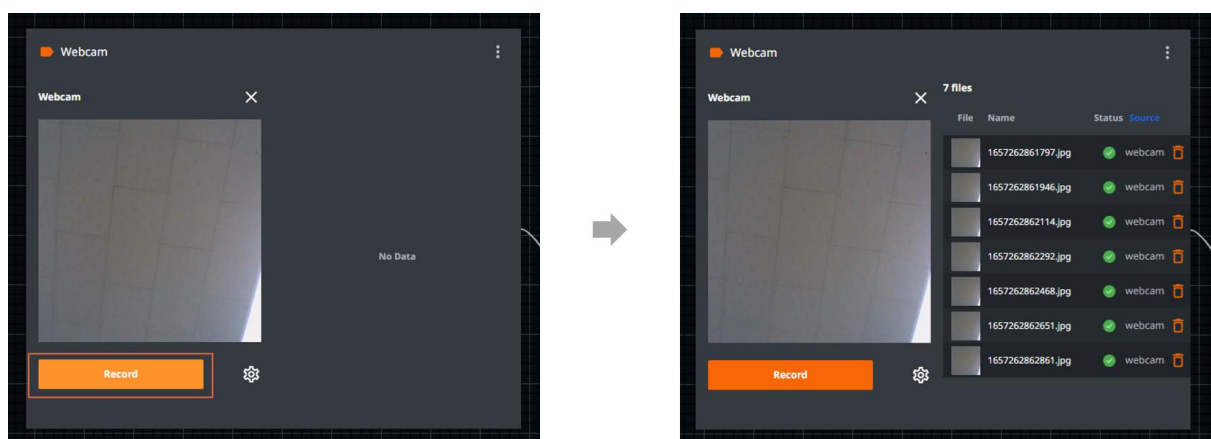 Webcam
Webcam
No Data
Record
Webcam
Webcam
7 files
File Name Status Source
1657262861797.jpg webcam
1657262861946.jpg webcam
1657262862114.jpg webcam
1657262862292.jpg webcam
1657262862468.jpg webcam
1657262862651.jpg webcam
1657262862861.jpg webcam
Record